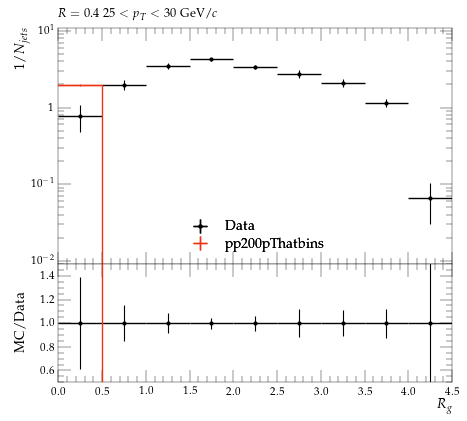 R = 0.4 25 < p_T < 30 GeV/c
1/N_jets
10^1
1
10^−1
10^−2
Data
pp200pThatbins
MC/Data
1.4
1.2
1.0
0.8
0.6
0.0 0.5 1.0 1.5 2.0 2.5 3.0 3.5 4.0 4.5
R_g